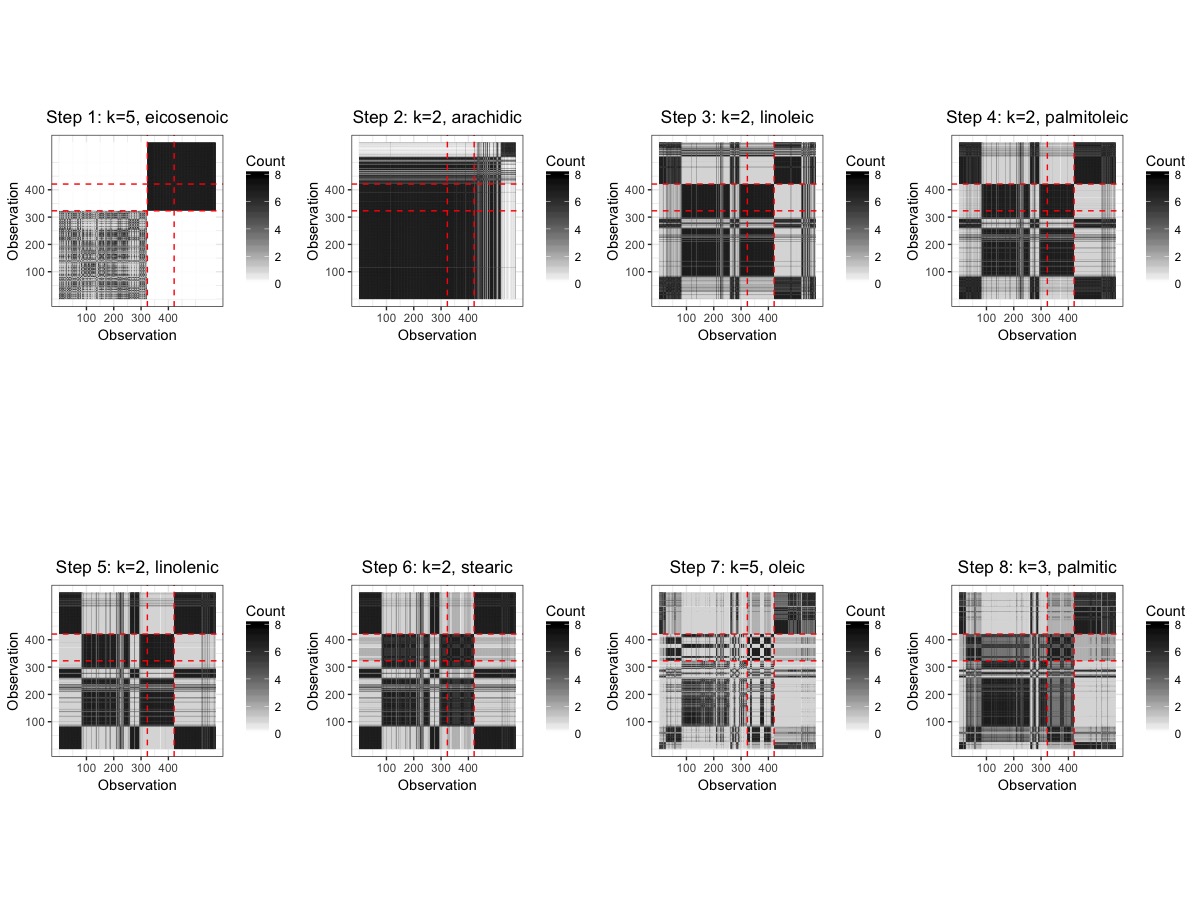 Step 1: k=5, eicosenoic
Step 2: k=2, arachidic
Step 3: k=2, linoleic
Step 4: k=2, palmitoleic
Observation
400
300
200
100
100 200 300 400
Observation
Count
8
6
4
2
0
Observation
400
300
200
100
100 200 300 400
Observation
Count
8
6
4
2
0
Observation
400
300
200
100
100 200 300 400
Observation
Count
8
6
4
2
0
Observation
400
300
200
100
100 200 300 400
Observation
Count
8
6
4
2
0
Step 5: k=2, linolenic
Step 6: k=2, stearic
Step 7: k=5, oleic
Step 8: k=3, palmitic
Observation
400
300
200
100
100 200 300 400
Observation
Count
8
6
4
2
0
Observation
400
300
200
100
100 200 300 400
Observation
Count
8
6
4
2
0
Observation
400
300
200
100
100 200 300 400
Observation
Count
8
6
4
2
0
Observation
400
300
200
100
100 200 300 400
Observation
Count
8
6
4
2
0